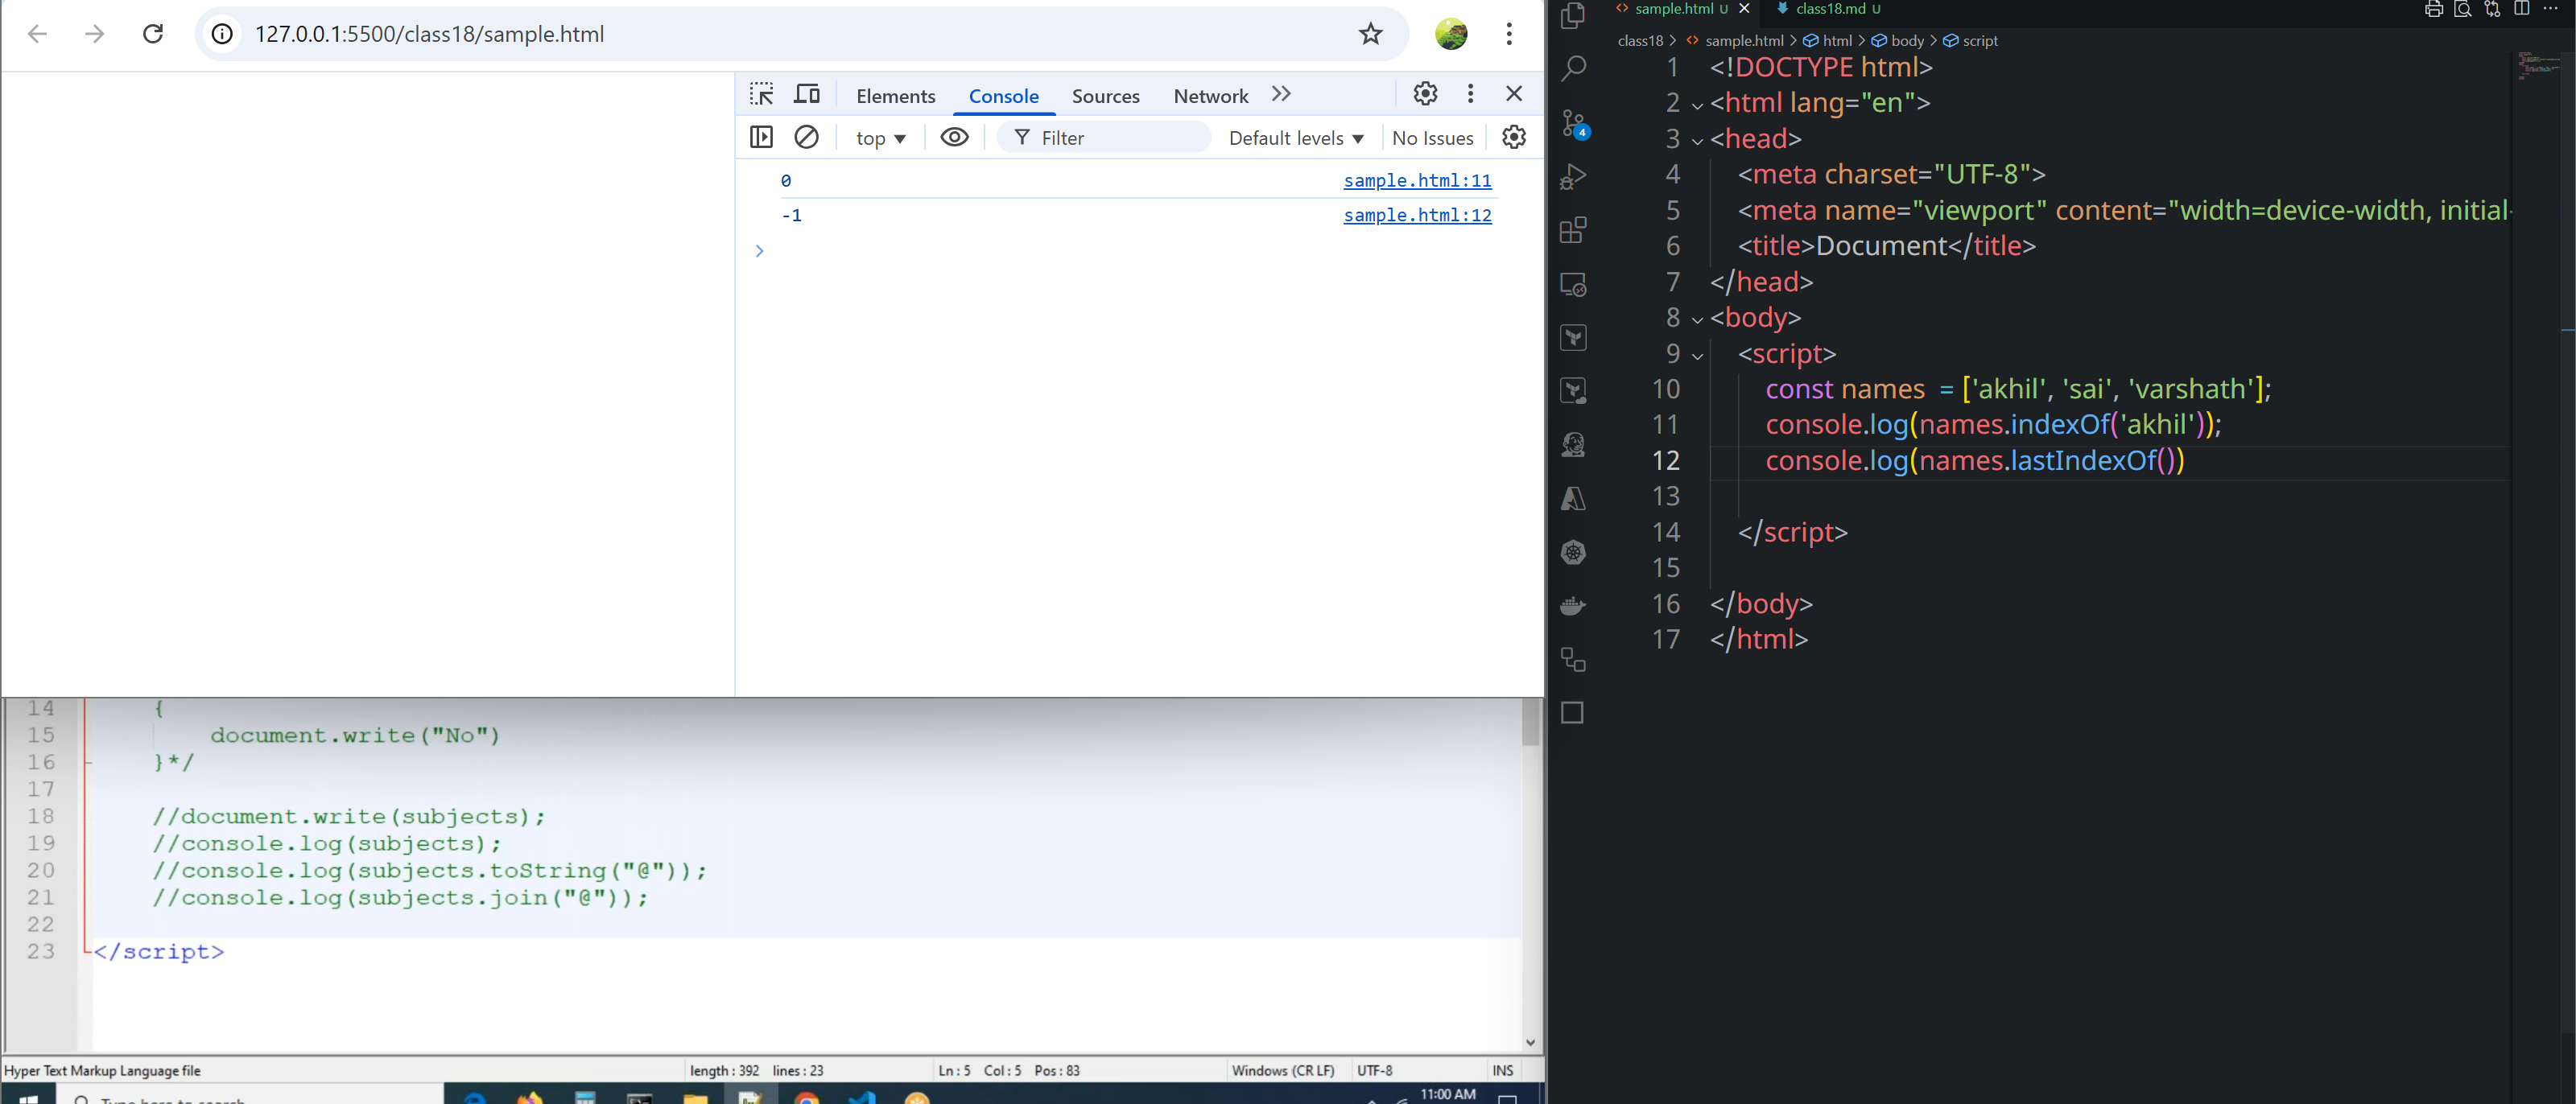 127.0.0.1:5500/class18/sample.html
Elements Console Sources Network
top Filter Default levels No Issues
0 sample.html:11
-1 sample.html:12
14 {
15 document.write("No")
16 }*/
17
18 //document.write(subjects);
19 //console.log(subjects);
20 //console.log(subjects.toString("@"));
21 //console.log(subjects.join("@"));
22
23 </script>
Hyper Text Markup Language file length : 392 lines : 23 Ln : 5 Col : 5 Pos : 83 Windows (CR LF) UTF-8 INS
Type here to search
11:00 AM
sample.html U class18.md U
class18 > sample.html > html > body > script
4
1 <!DOCTYPE html>
2 <html lang="en">
3 <head>
4 <meta charset="UTF-8">
5 <meta name="viewport" content="width=device-width, initial-
6 <title>Document</title>
7 </head>
8 <body>
9 <script>
10 const names = ['akhil', 'sai', 'varshath'];
11 console.log(names.indexOf('akhil'));
12 console.log(names.lastIndexOf())
13
14 </script>
15
16 </body>
17 </html>